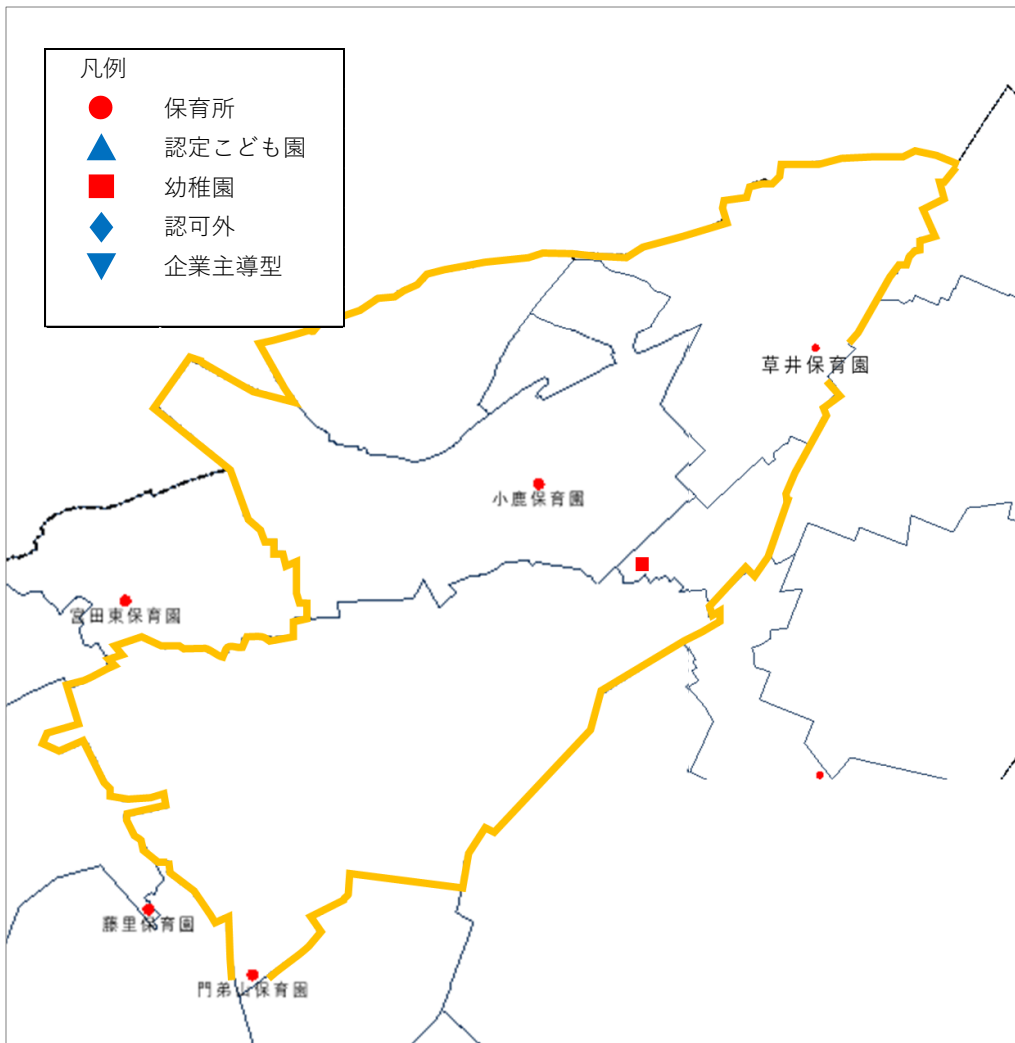 凡例
保育所
認定こども園
幼稚園
認可外
企業主導型
草井保育園
小鹿保育園
宮田東保育園
藤里保育園
門弟山保育園